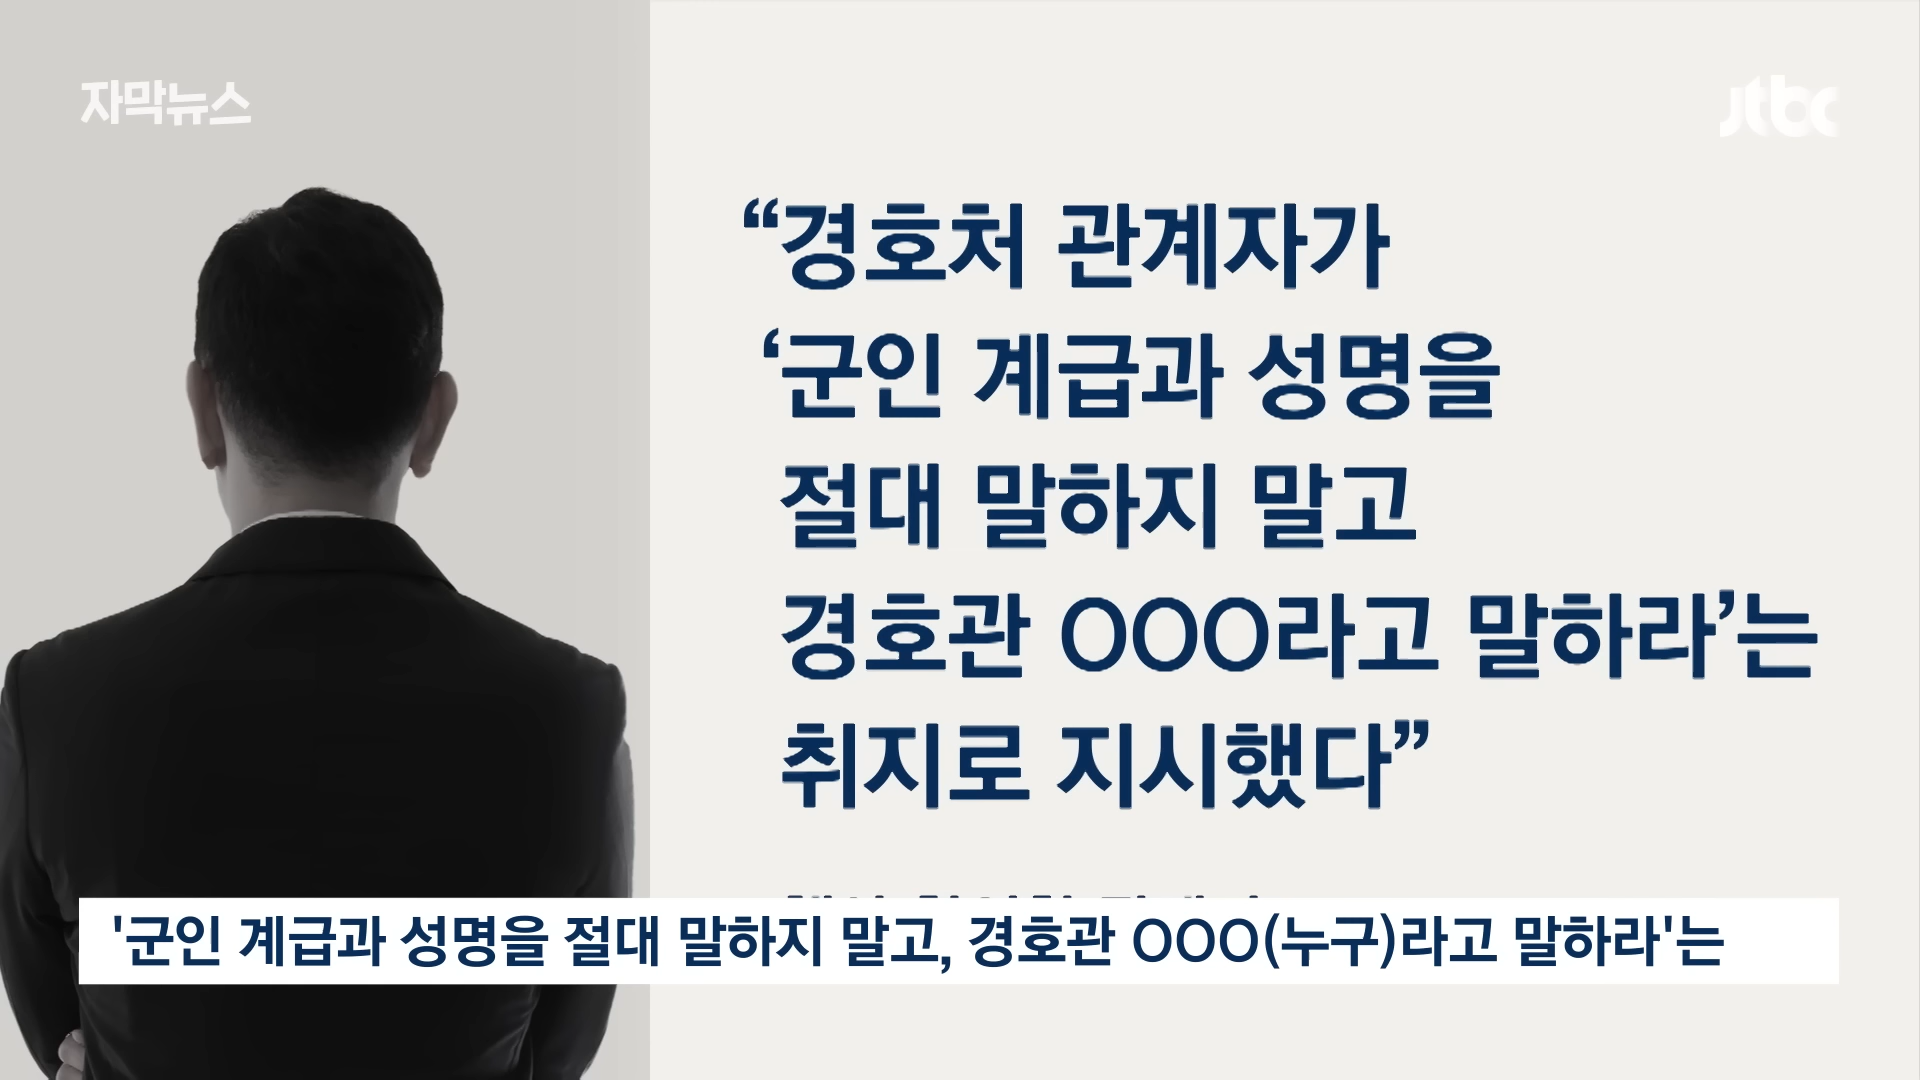 자막뉴스
jtbc
“경호처 관계자가
‘군인 계급과 성명을
절대 말하지 말고
경호관 OOO라고 말하라’는
취지로 지시했다”
'군인 계급과 성명을 절대 말하지 말고, 경호관 OOO(누구)라고 말하라'는